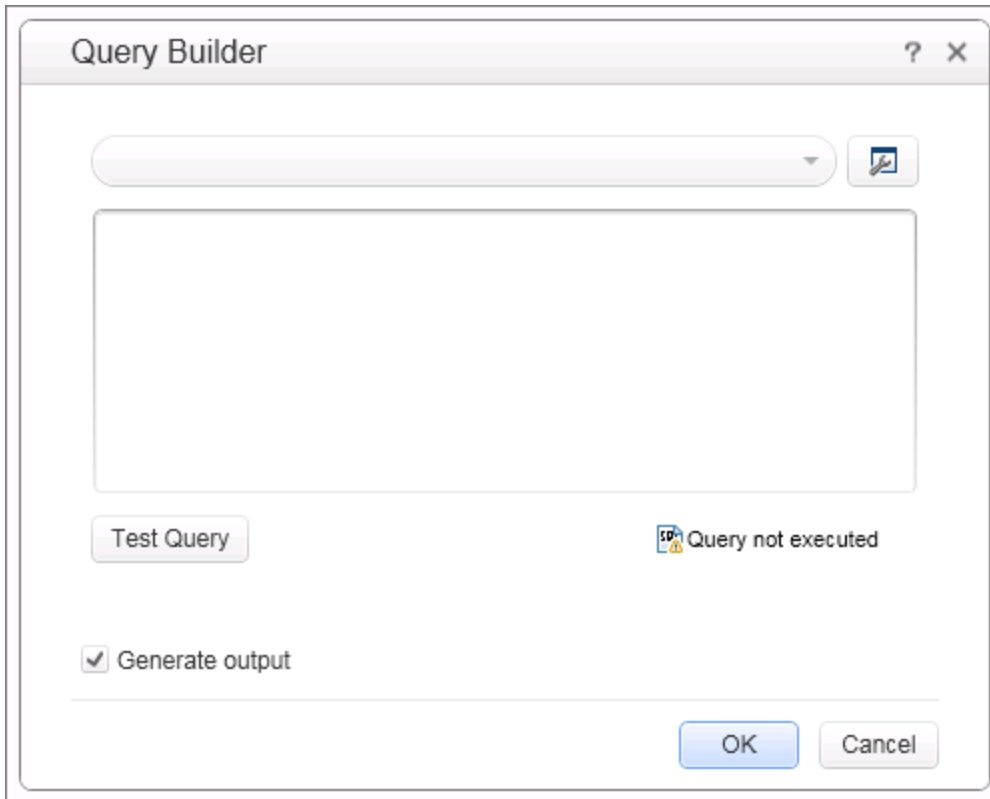 Query Builder
Test Query
Query not executed
Generate output
OK
Cancel